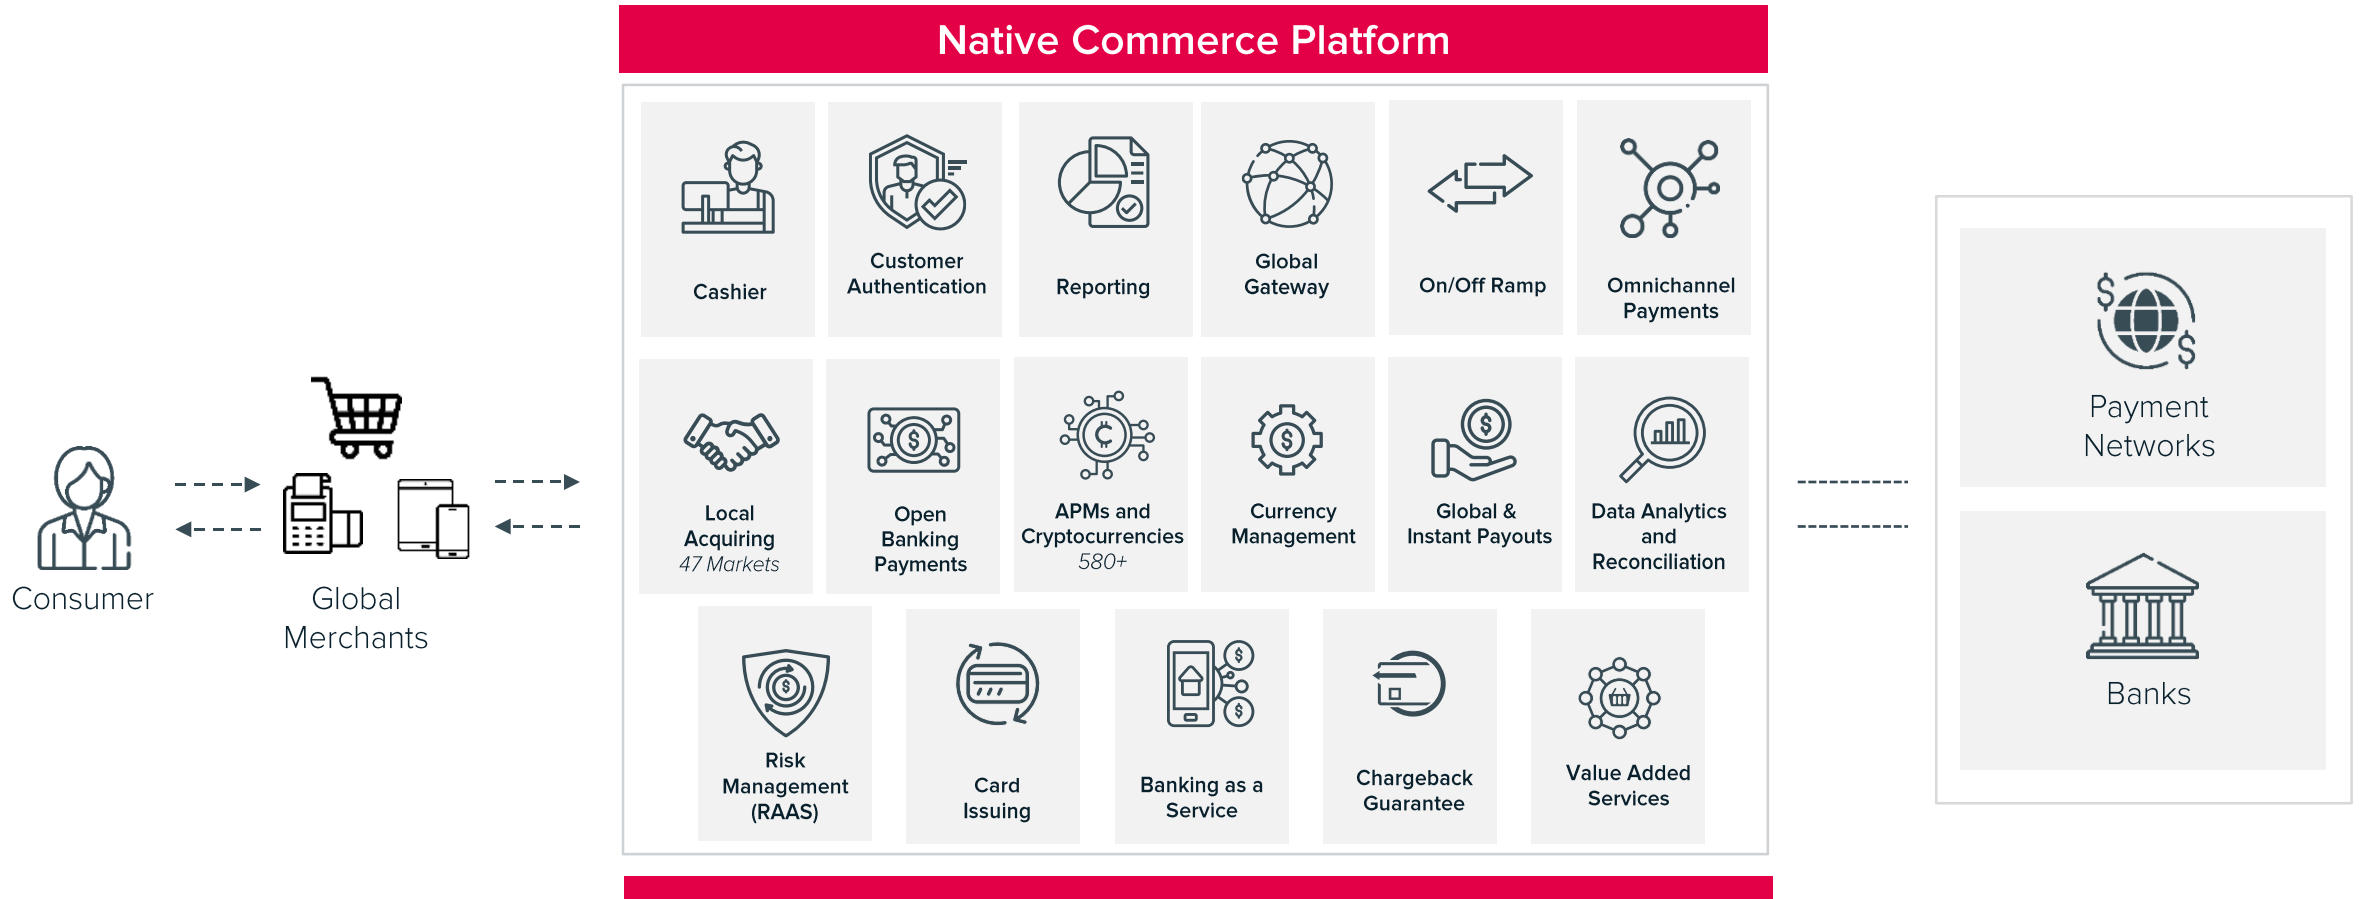 Native Commerce Platform
Consumer
Global
Merchants
Cashier
Customer
Authentication
Reporting
Global
Gateway
On/Off Ramp
Omnichannel
Payments
Local
Acquiring
47 Markets
Open
Banking
Payments
APMs and
Cryptocurrencies
580+
Currency
Management
Global &
Instant Payouts
Data Analytics
and
Reconciliation
Risk
Management
(RAAS)
Card
Issuing
Banking as a
Service
Chargeback
Guarantee
Value Added
Services
Payment
Networks
Banks